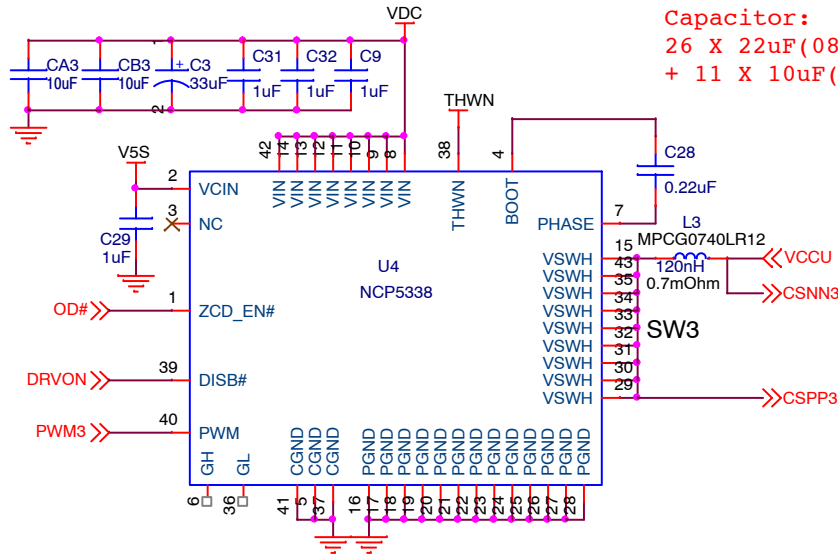 VDC
Capacitor:
26 X 22uF(08
+ 11 X 10uF(
1
CA3
10uF
CB3
10uF
+
C3
33uF
C31
1uF
C32
1uF
C9
1uF
2
THWN
V5S
42
14
13
12
11
10
9
8
38
4
C28
0.22uF
VIN
VIN
VIN
VIN
VIN
VIN
VIN
VIN
THWN
BOOT
2
VCIN
3
NC
C29
1uF
PHASE
7
L3
MPCG0740LR12
120nH
0.7mOhm
VCCU
CSNN3
U4
NCP5338
VSWH
15
VSWH
43
VSWH
35
VSWH
34
VSWH
33
VSWH
32
VSWH
31
VSWH
30
VSWH
29
SW3
CSPP3
OD#
1
ZCD_EN#
DRVON
39
DISB#
PWM3
40
PWM
GH
GL
CGND
CGND
CGND
PGND
PGND
PGND
PGND
PGND
PGND
PGND
PGND
PGND
PGND
PGND
PGND
PGND
6
36
41
5
37
16
17
18
19
20
21
22
23
24
25
26
27
28